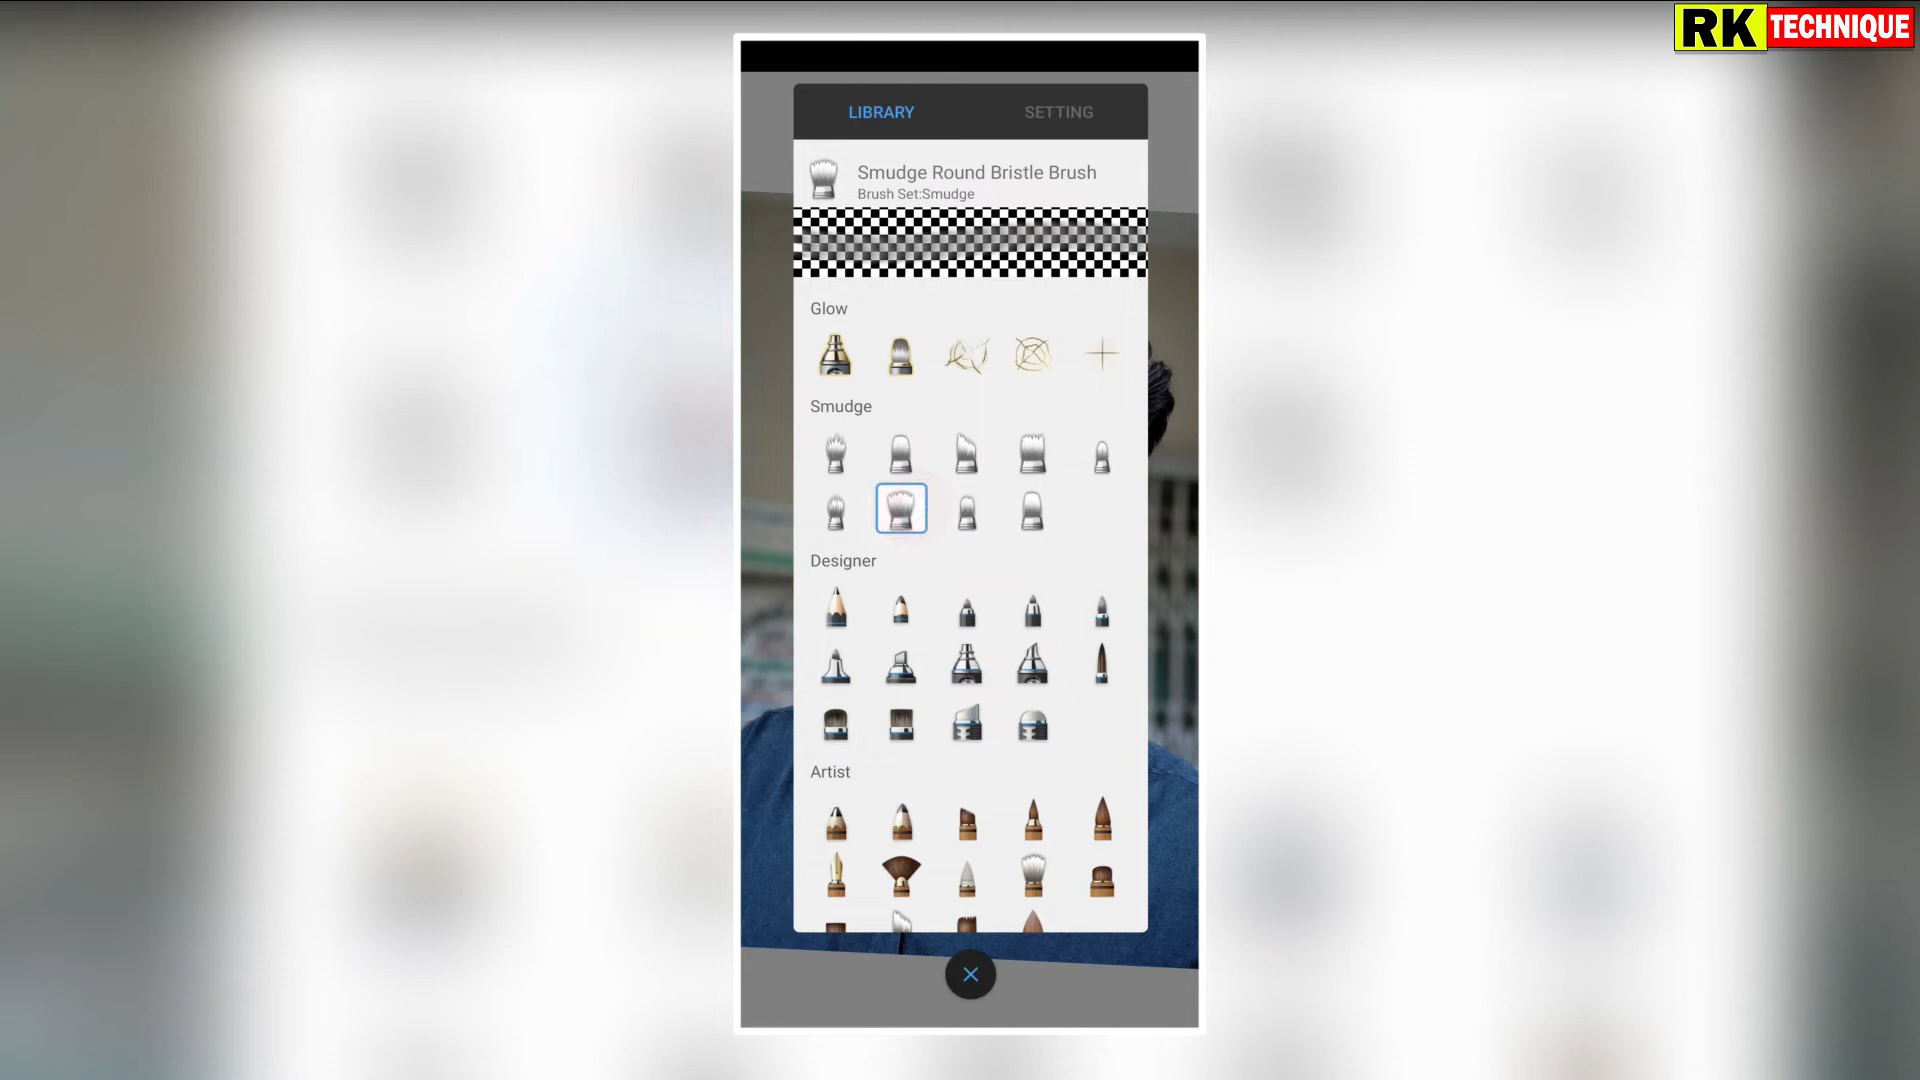 RK TECHNIQUE
LIBRARY SETTING
Smudge Round Bristle Brush
Brush Set:Smudge
Glow
Smudge
Designer
Artist